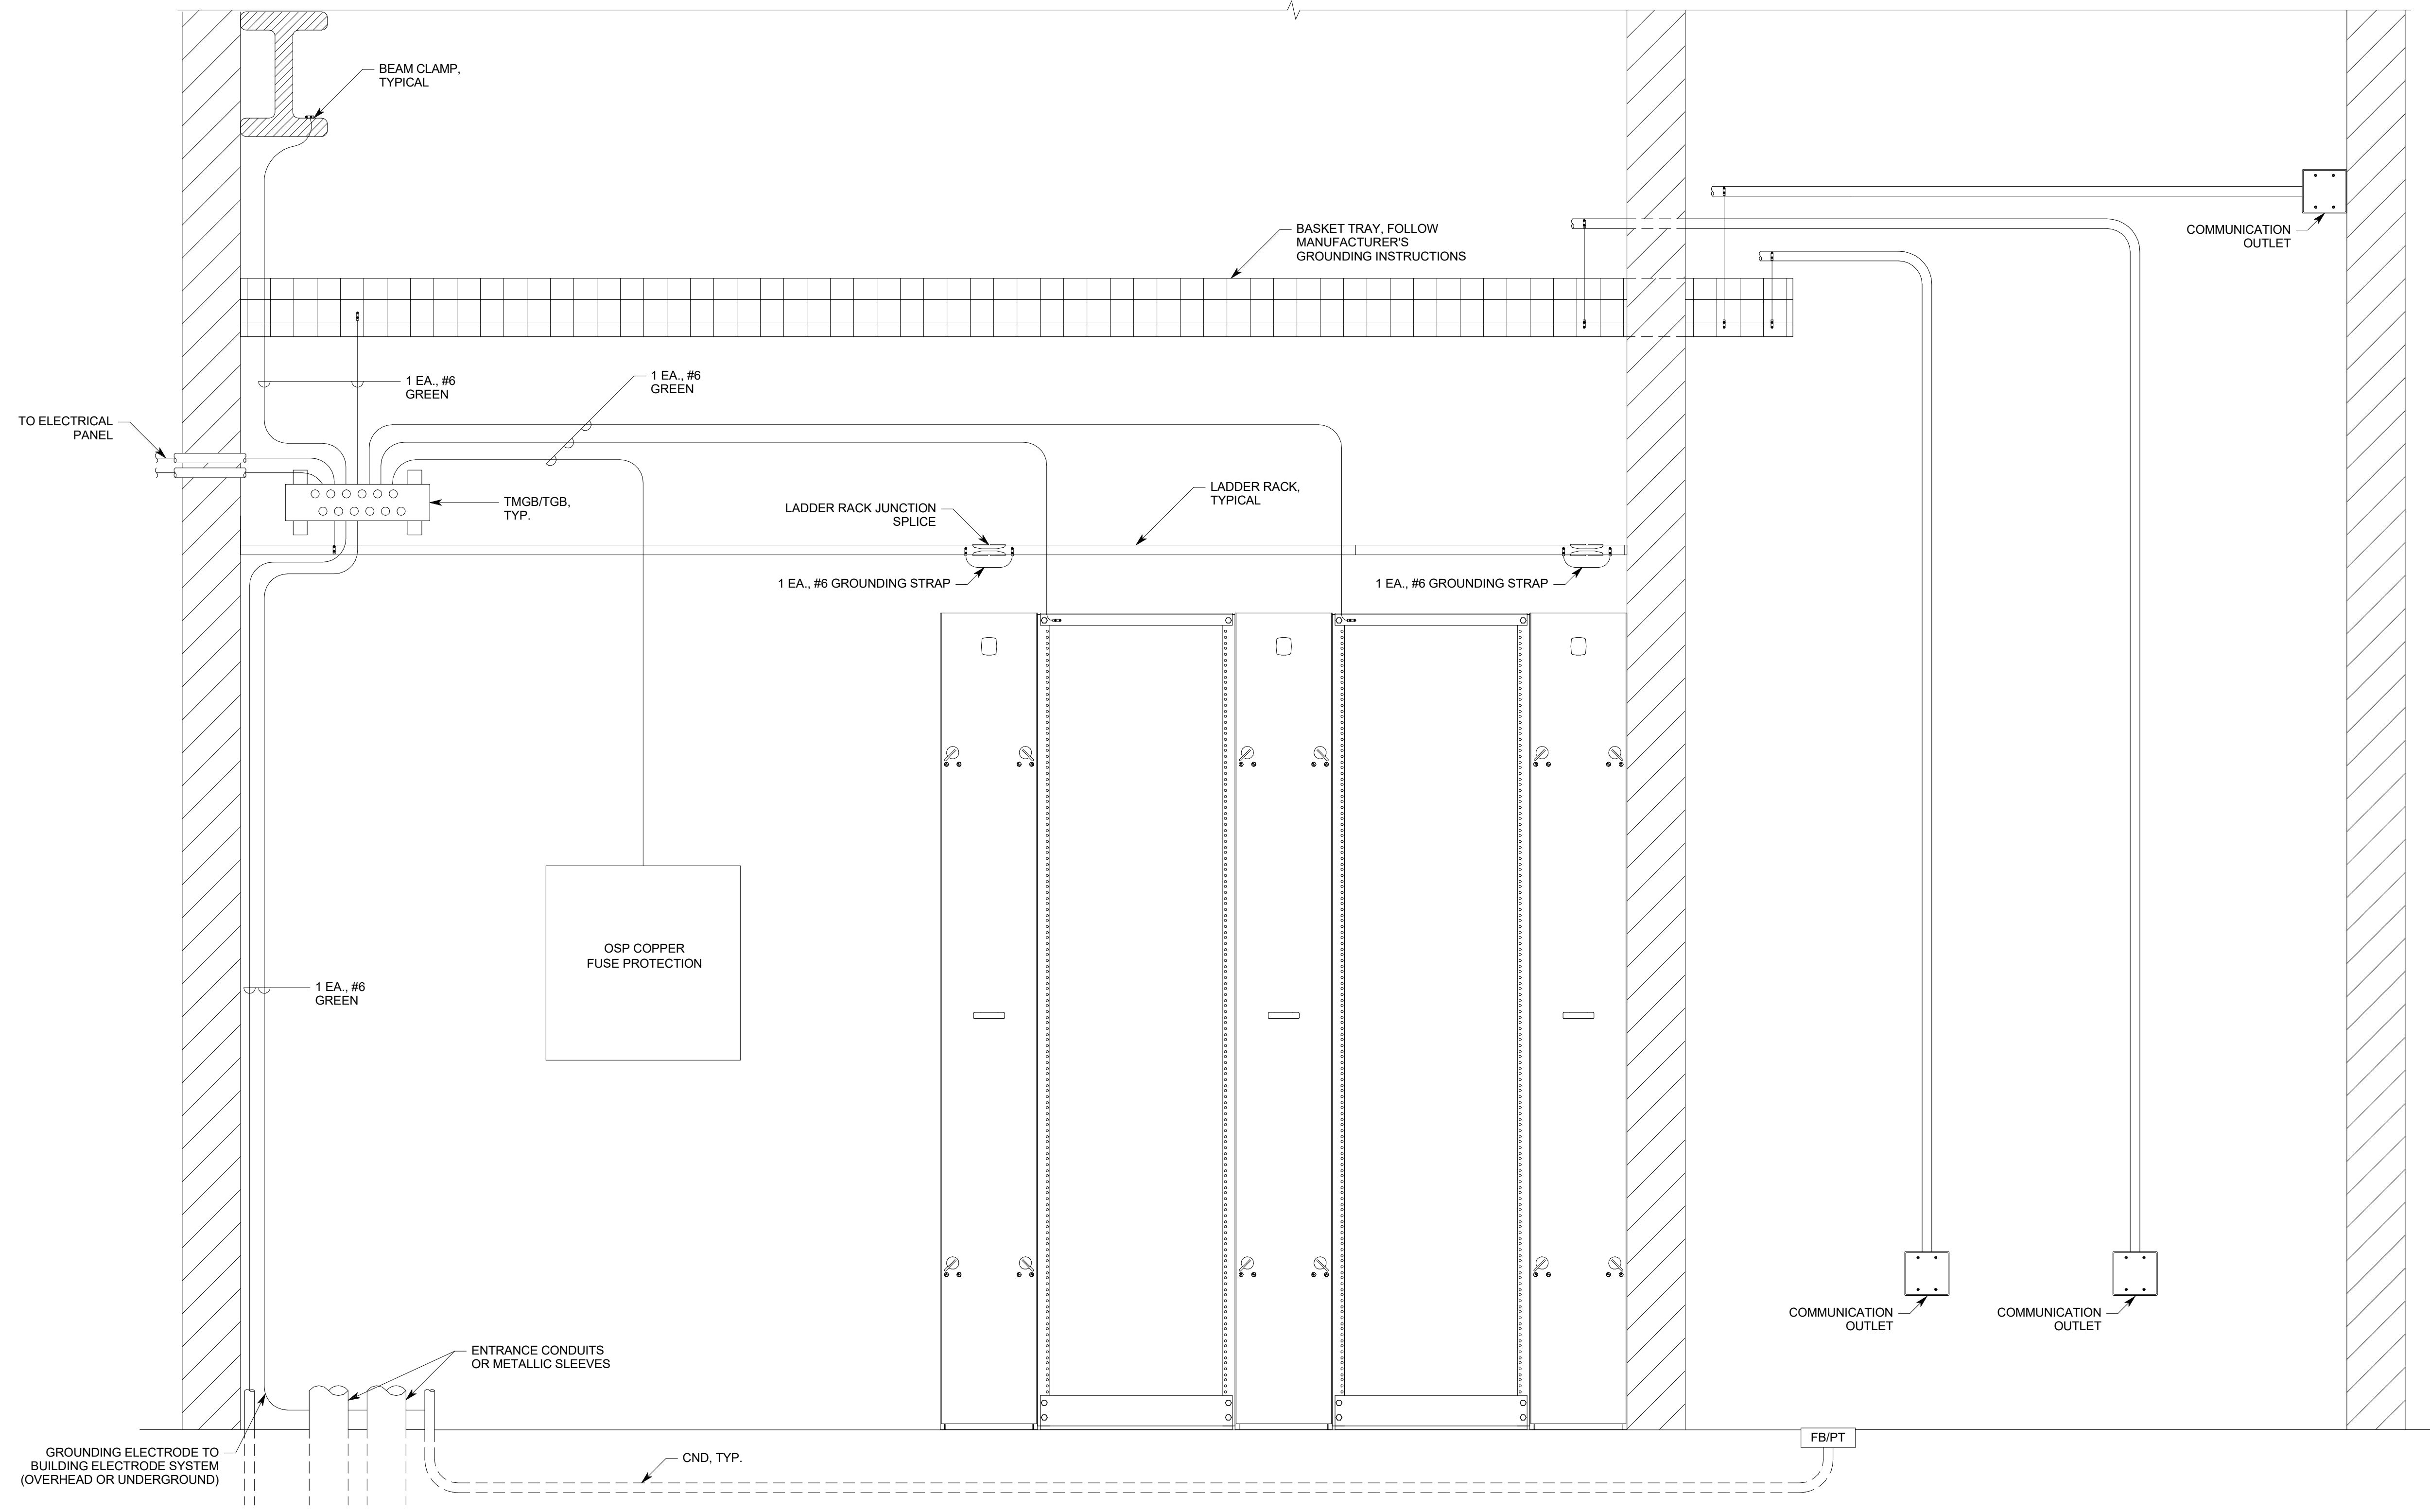 BEAM CLAMP,
TYPICAL
BASKET TRAY, FOLLOW
MANUFACTURER'S
GROUNDING INSTRUCTIONS
COMMUNICATION
OUTLET
1 EA., #6
GREEN
1 EA., #6
GREEN
TO ELECTRICAL
PANEL
TMGB/TGB,
TYP.
LADDER RACK JUNCTION
SPLICE
LADDER RACK,
TYPICAL
1 EA., #6 GROUNDING STRAP
1 EA., #6 GROUNDING STRAP
OSP COPPER
FUSE PROTECTION
1 EA., #6
GREEN
COMMUNICATION
OUTLET
COMMUNICATION
OUTLET
ENTRANCE CONDUITS
OR METALLIC SLEEVES
GROUNDING ELECTRODE TO
BUILDING ELECTRODE SYSTEM
(OVERHEAD OR UNDERGROUND)
CND, TYP.
FB/PT